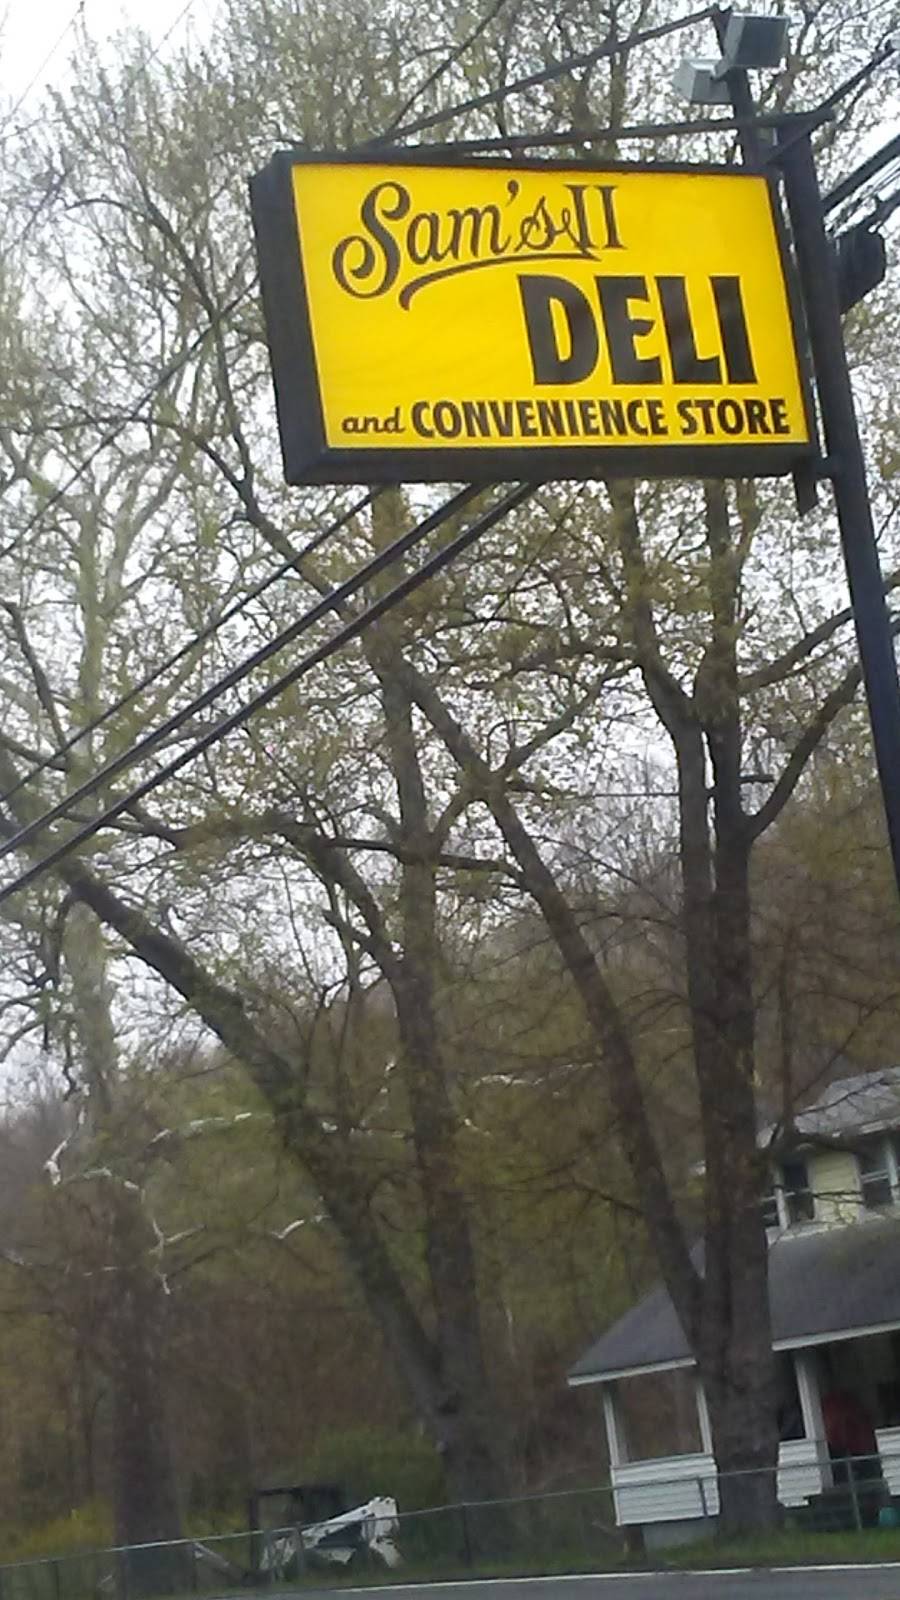 Sam's II
DELI
and CONVENIENCE STORE